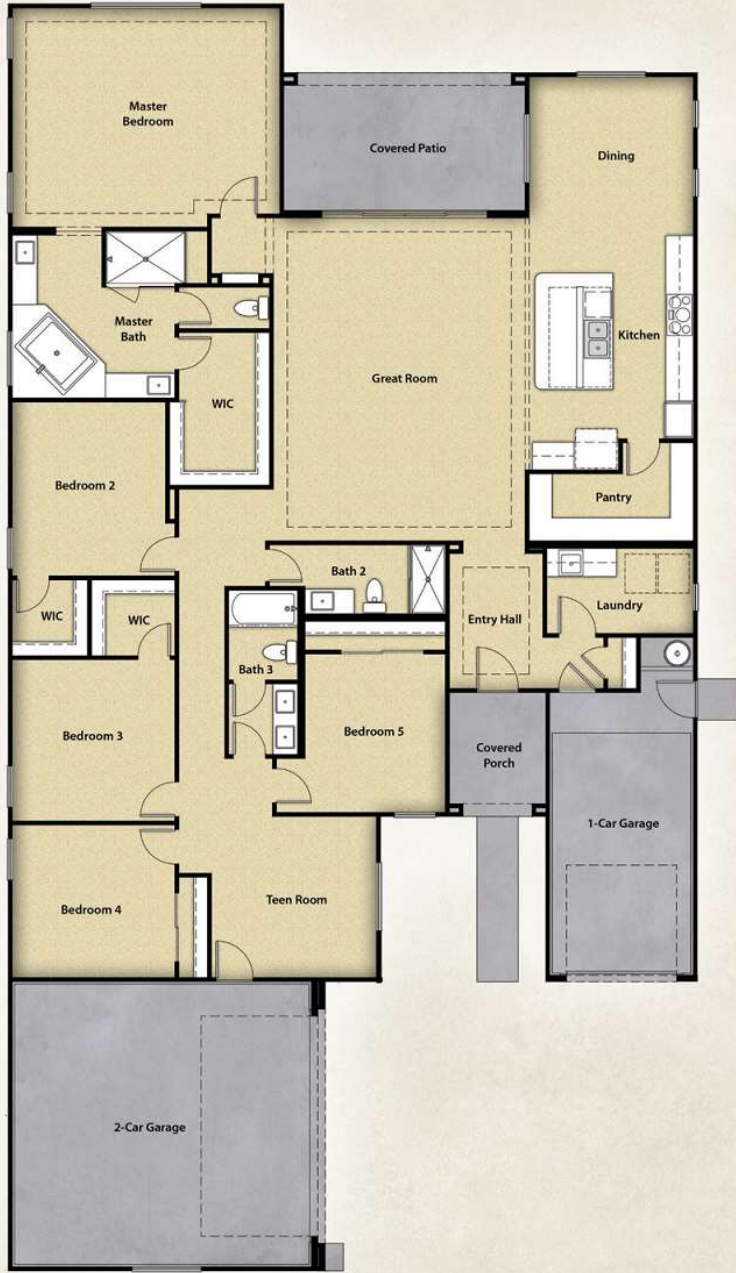 Master
Bedroom
Covered Patio
Dining
Master
Bath
Kitchen
Great Room
WIC
Bedroom 2
Pantry
Bath 2
Laundry
WIC
WIC
Entry Hall
Bath 3
Bedroom 3
Bedroom 5
Covered
Porch
1-Car Garage
Bedroom 4
Teen Room
2-Car Garage